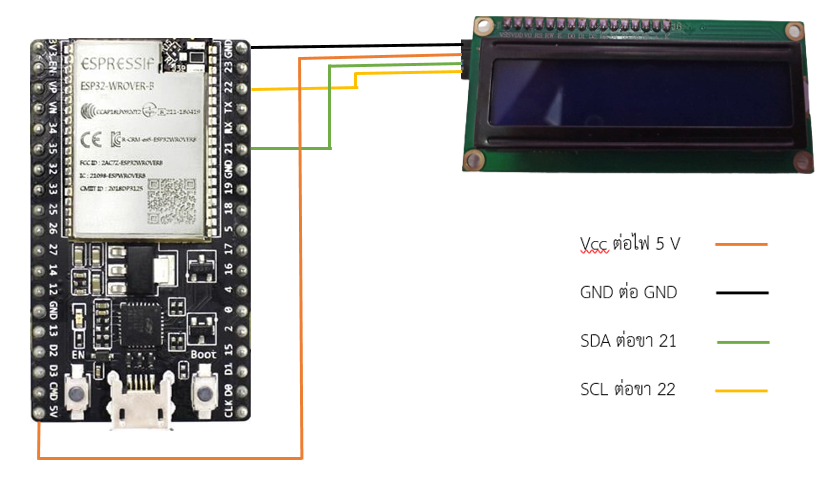 ESPRESSIF
ESP32-WROVER-B
211-180419
R-CRM-es5-ESP32WROVERB
FCC ID : 2AC7Z-ESP32WROVERB
IC : 21098-ESPWROVERB
CMIIT ID : 2018DP3125
3V3
EN
VP
VN
34
35
32
33
25
26
27
14
12
GND
13
D2
D3
CMD
5V
GND
23
22
TX
RX
21
GND
19
18
5
17
16
4
0
2
15
D1
D0
CLK
EN
Boot
Vcc ต่อไฟ 5 V
GND ต่อ GND
SDA ต่อขา 21
SCL ต่อขา 22